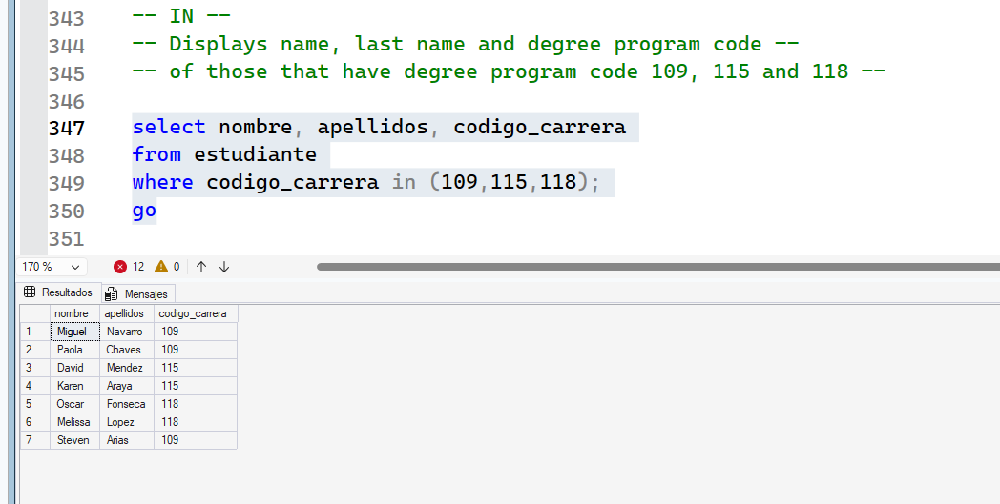 343 -- IN --
344 -- Displays name, last name and degree program code --
345 -- of those that have degree program code 109, 115 and 118 --
346
347 select nombre, apellidos, codigo_carrera
348 from estudiante
349 where codigo_carrera in (109,115,118);
350 go
351
170 % 12 0
Resultados Mensajes
nombre apellidos codigo_carrera
1 Miguel Navarro 109
2 Paola Chaves 109
3 David Mendez 115
4 Karen Araya 115
5 Oscar Fonseca 118
6 Melissa Lopez 118
7 Steven Arias 109